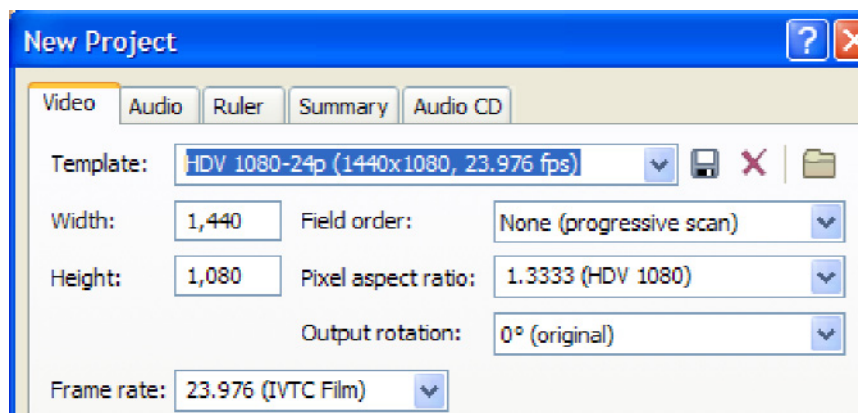 New Project
Video Audio Ruler Summary Audio CD
Template: HDV 1080-24p (1440x1080, 23.976 fps)
Width: 1,440 Field order: None (progressive scan)
Height: 1,080 Pixel aspect ratio: 1.3333 (HDV 1080)
Output rotation: 0° (original)
Frame rate: 23.976 (IVTC Film)